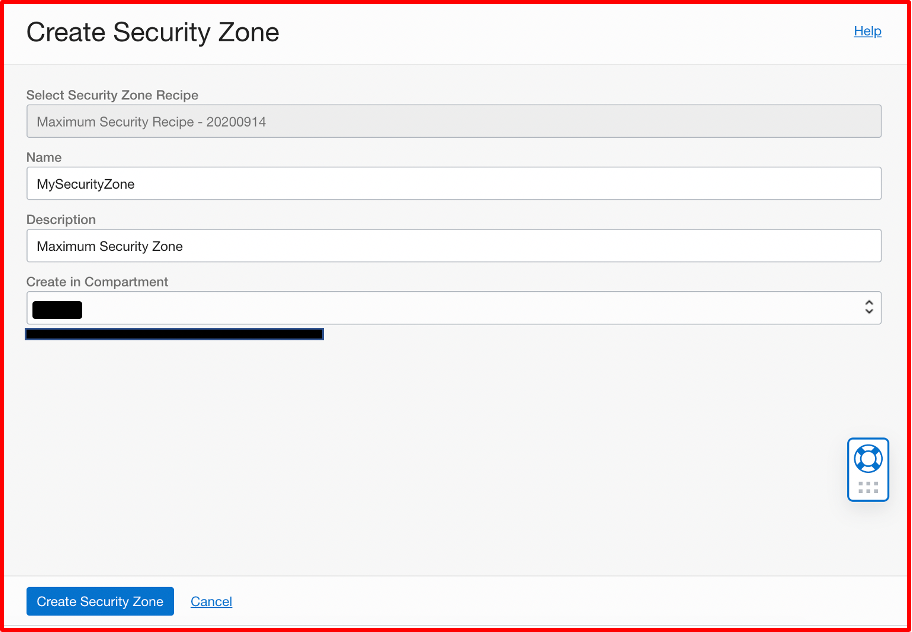 Create Security Zone
Help
Select Security Zone Recipe
Maximum Security Recipe - 20200914
Name
MySecurityZone
Description
Maximum Security Zone
Create in Compartment
Create Security Zone
Cancel